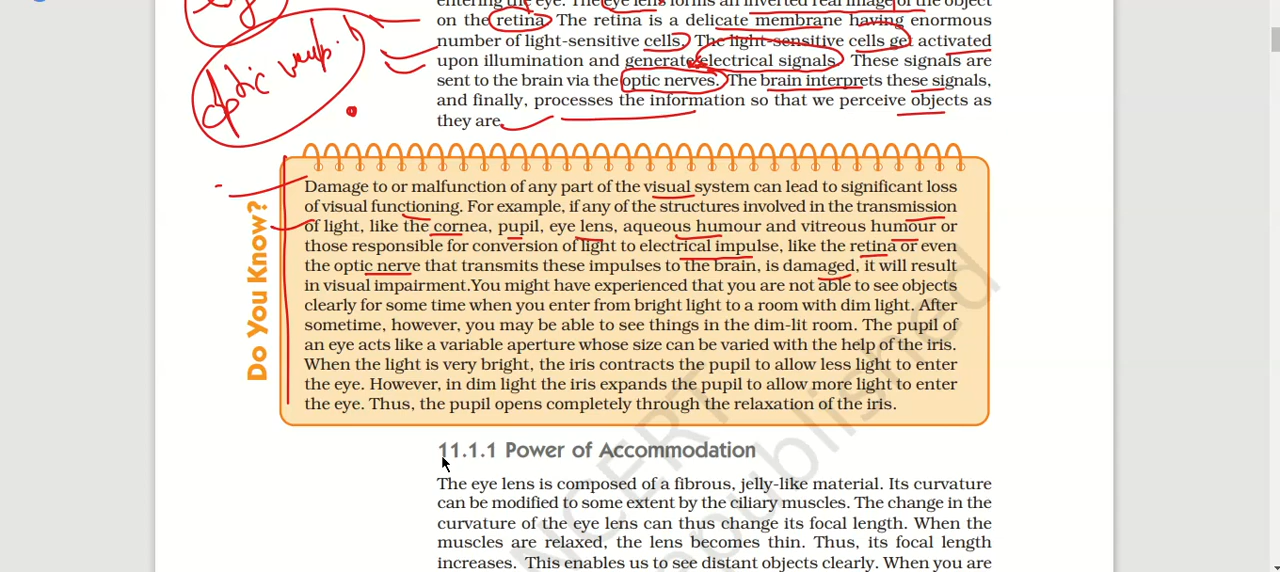 entering the eye. The eye lens forms an inverted real image of the object
on the retina. The retina is a delicate membrane having enormous
number of light-sensitive cells. The light-sensitive cells get activated
upon illumination and generate electrical signals. These signals are
sent to the brain via the optic nerves. The brain interprets these signals,
and finally, processes the information so that we perceive objects as
they are.
Optic
Do You Know?
Damage to or malfunction of any part of the visual system can lead to significant loss
of visual functioning. For example, if any of the structures involved in the transmission
of light, like the cornea, pupil, eye lens, aqueous humour and vitreous humour or
those responsible for conversion of light to electrical impulse, like the retina or even
the optic nerve that transmits these impulses to the brain, is damaged, it will result
in visual impairment.You might have experienced that you are not able to see objects
clearly for some time when you enter from bright light to a room with dim light. After
sometime, however, you may be able to see things in the dim-lit room. The pupil of
an eye acts like a variable aperture whose size can be varied with the help of the iris.
When the light is very bright, the iris contracts the pupil to allow less light to enter
the eye. However, in dim light the iris expands the pupil to allow more light to enter
the eye. Thus, the pupil opens completely through the relaxation of the iris.
11.1.1 Power of Accommodation
The eye lens is composed of a fibrous, jelly-like material. Its curvature
can be modified to some extent by the ciliary muscles. The change in the
curvature of the eye lens can thus change its focal length. When the
muscles are relaxed, the lens becomes thin. Thus, its focal length
increases. This enables us to see distant objects clearly. When you are
NCERT
republished